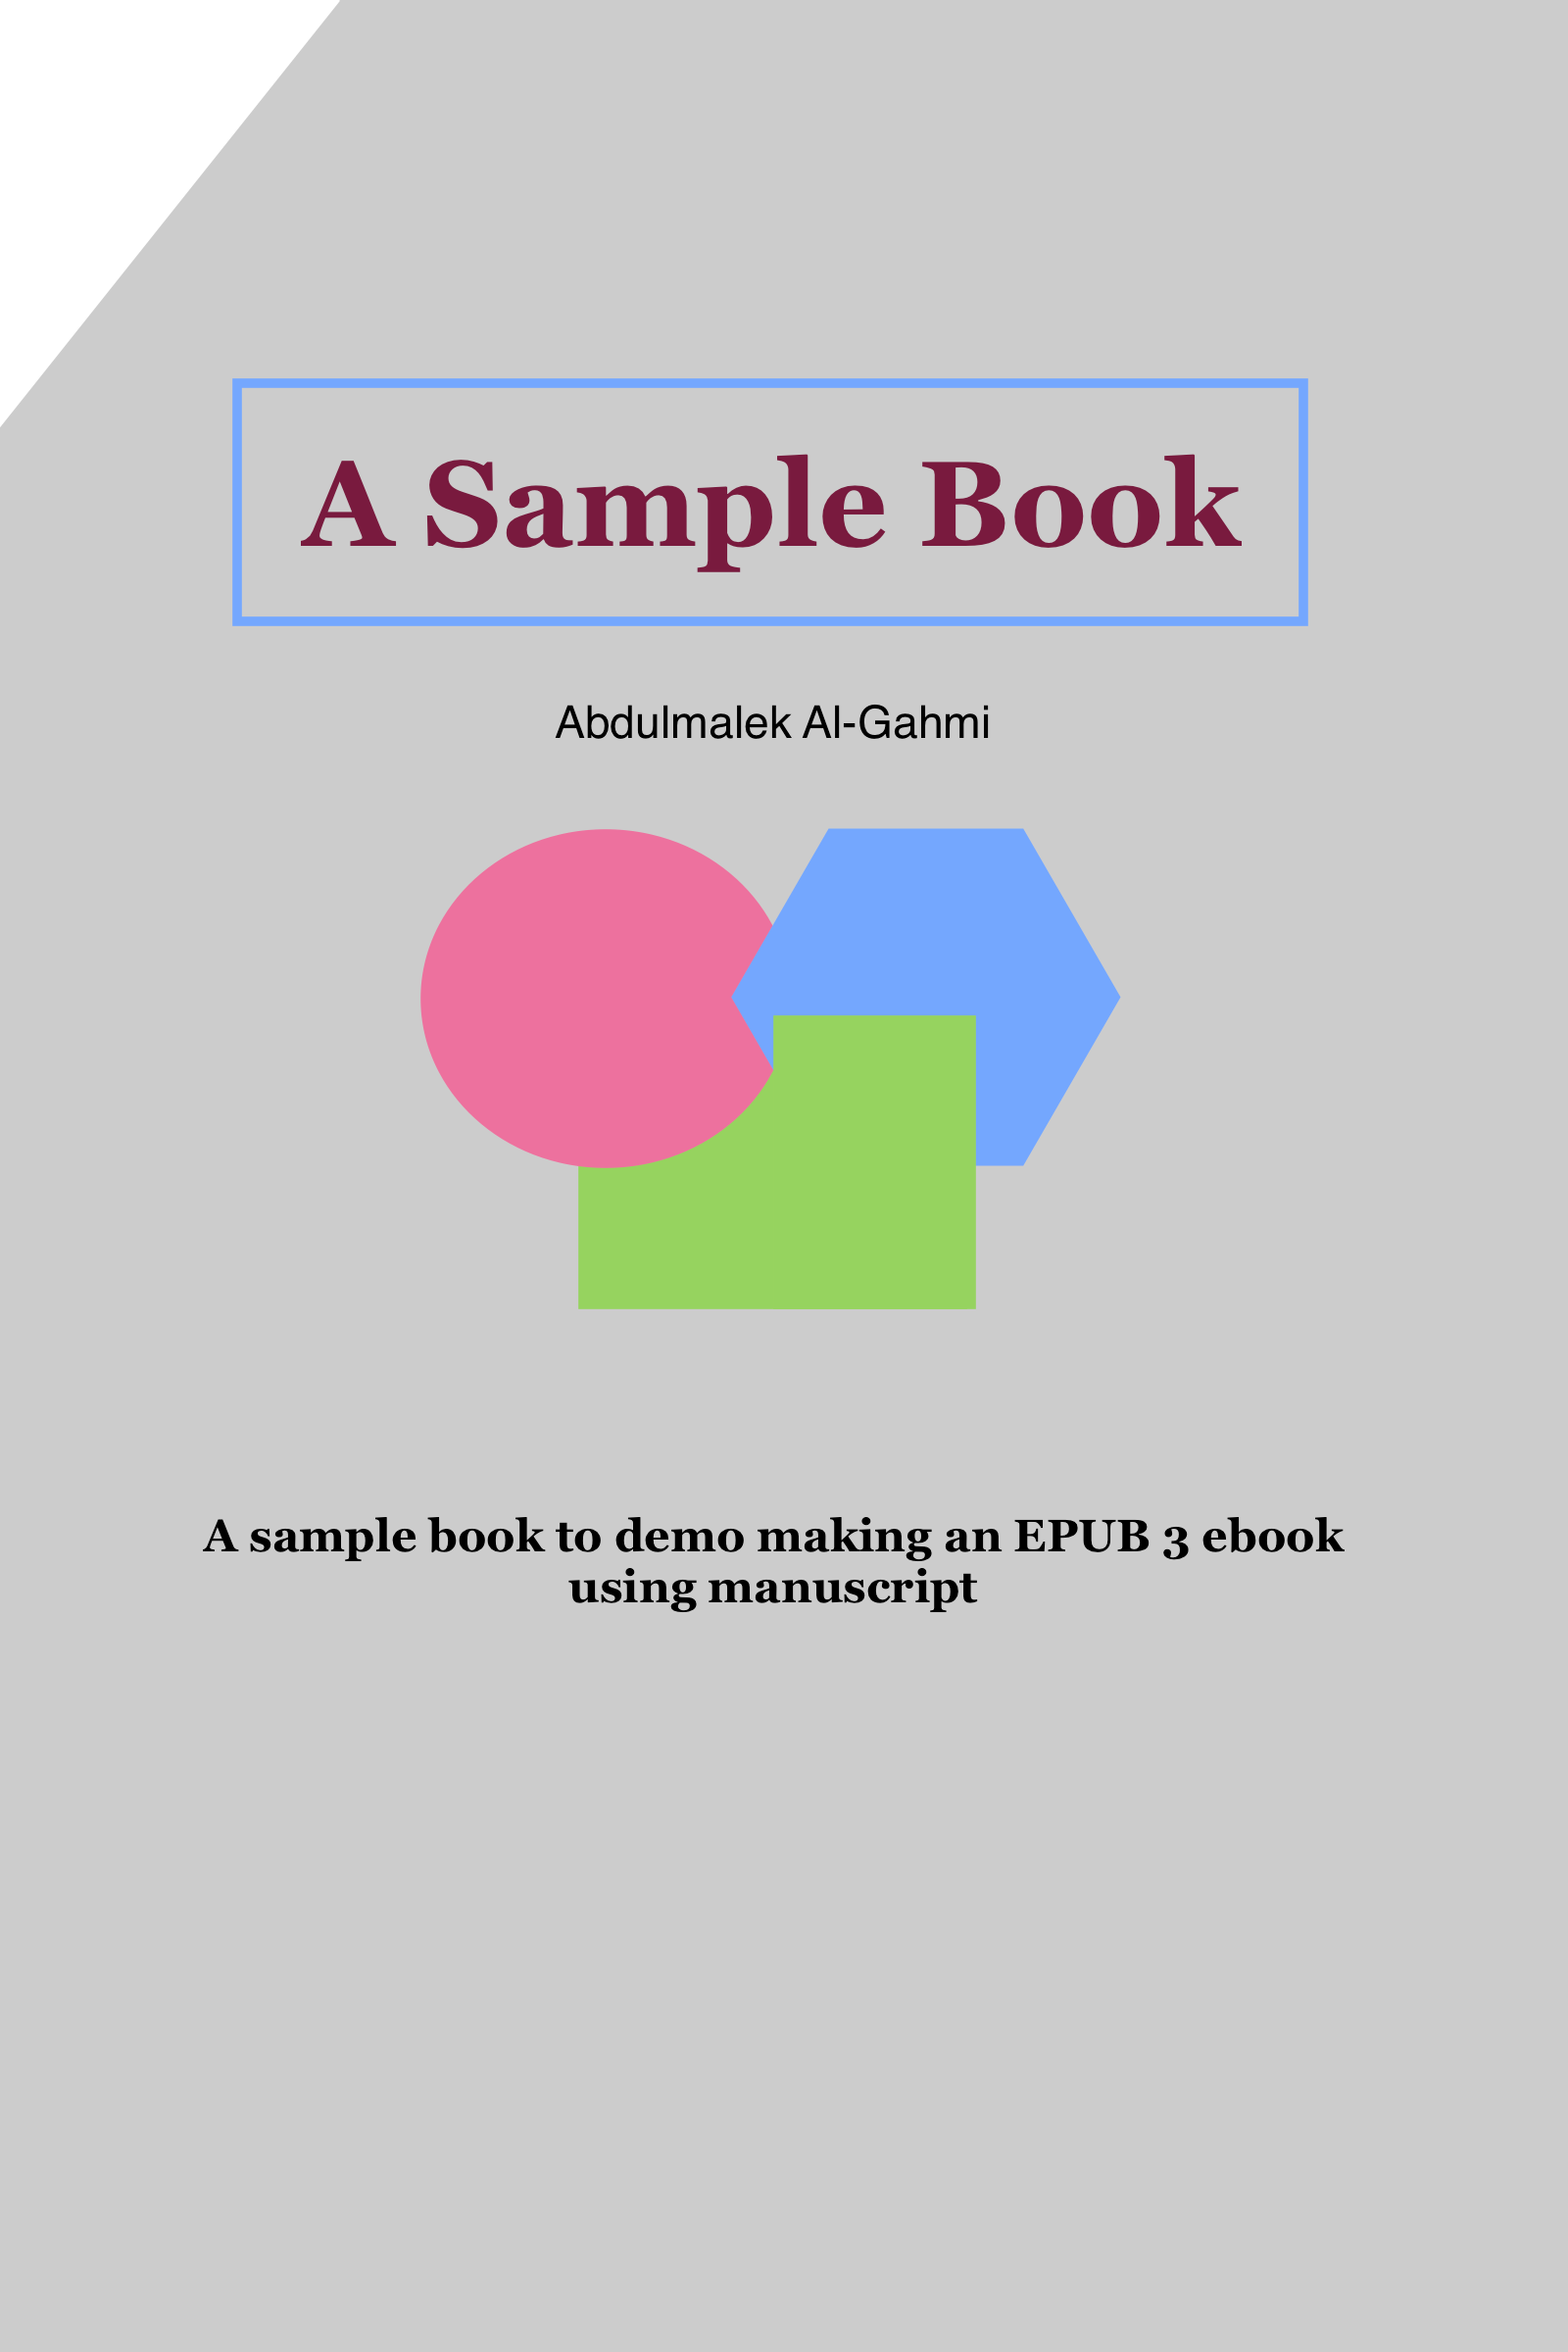 A Sample Book
Abdulmalek Al-Gahmi
A sample book to demo making an EPUB 3 ebook
using manuscript